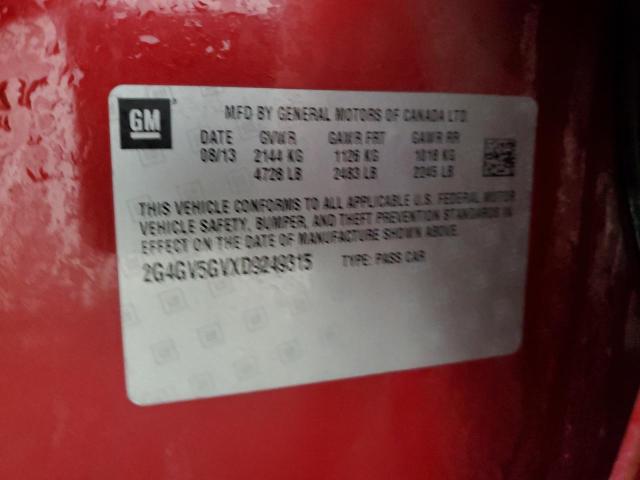 GM
MFD BY GENERAL MOTORS OF CANADA LTD.
DATE GVWR GAWR FRT GAWR RR
08/13 2144 KG 1126 KG 1018 KG
4728 LB 2483 LB 2245 LB
THIS VEHICLE CONFORMS TO ALL APPLICABLE U.S. FEDERAL MOTOR
VEHICLE SAFETY, BUMPER, AND THEFT PREVENTION STANDARDS IN
EFFECT ON THE DATE OF MANUFACTURE SHOWN ABOVE.
2G4GV5GVXD9249315 TYPE: PASS CAR